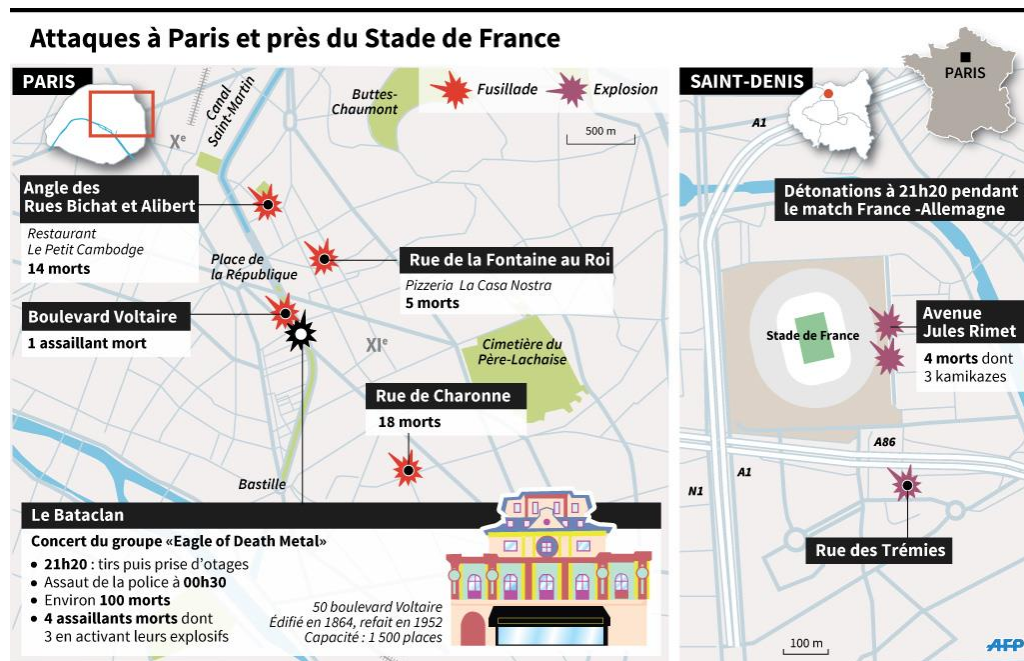 Attaques à Paris et près du Stade de France
PARIS
Canal
Saint-Martin
Xe
Buttes-
Chaumont
Fusillade
Explosion
500 m
Angle des
Rues Bichat et Alibert
Restaurant
Le Petit Cambodge
14 morts
Place de
la République
Rue de la Fontaine au Roi
Pizzeria La Casa Nostra
5 morts
Boulevard Voltaire
1 assaillant mort
XIe
Cimetière du
Père-Lachaise
Rue de Charonne
18 morts
Bastille
Le Bataclan
Concert du groupe «Eagle of Death Metal»
• 21h20 : tirs puis prise d'otages
• Assaut de la police à 00h30
• Environ 100 morts
• 4 assaillants morts dont
3 en activant leurs explosifs
50 boulevard Voltaire
Édifié en 1864, refait en 1952
Capacité : 1 500 places
SAINT-DENIS
PARIS
A1
Détonations à 21h20 pendant
le match France -Allemagne
Stade de France
Avenue
Jules Rimet
4 morts dont
3 kamikazes
A86
A1
N1
Rue des Trémies
100 m
AFP